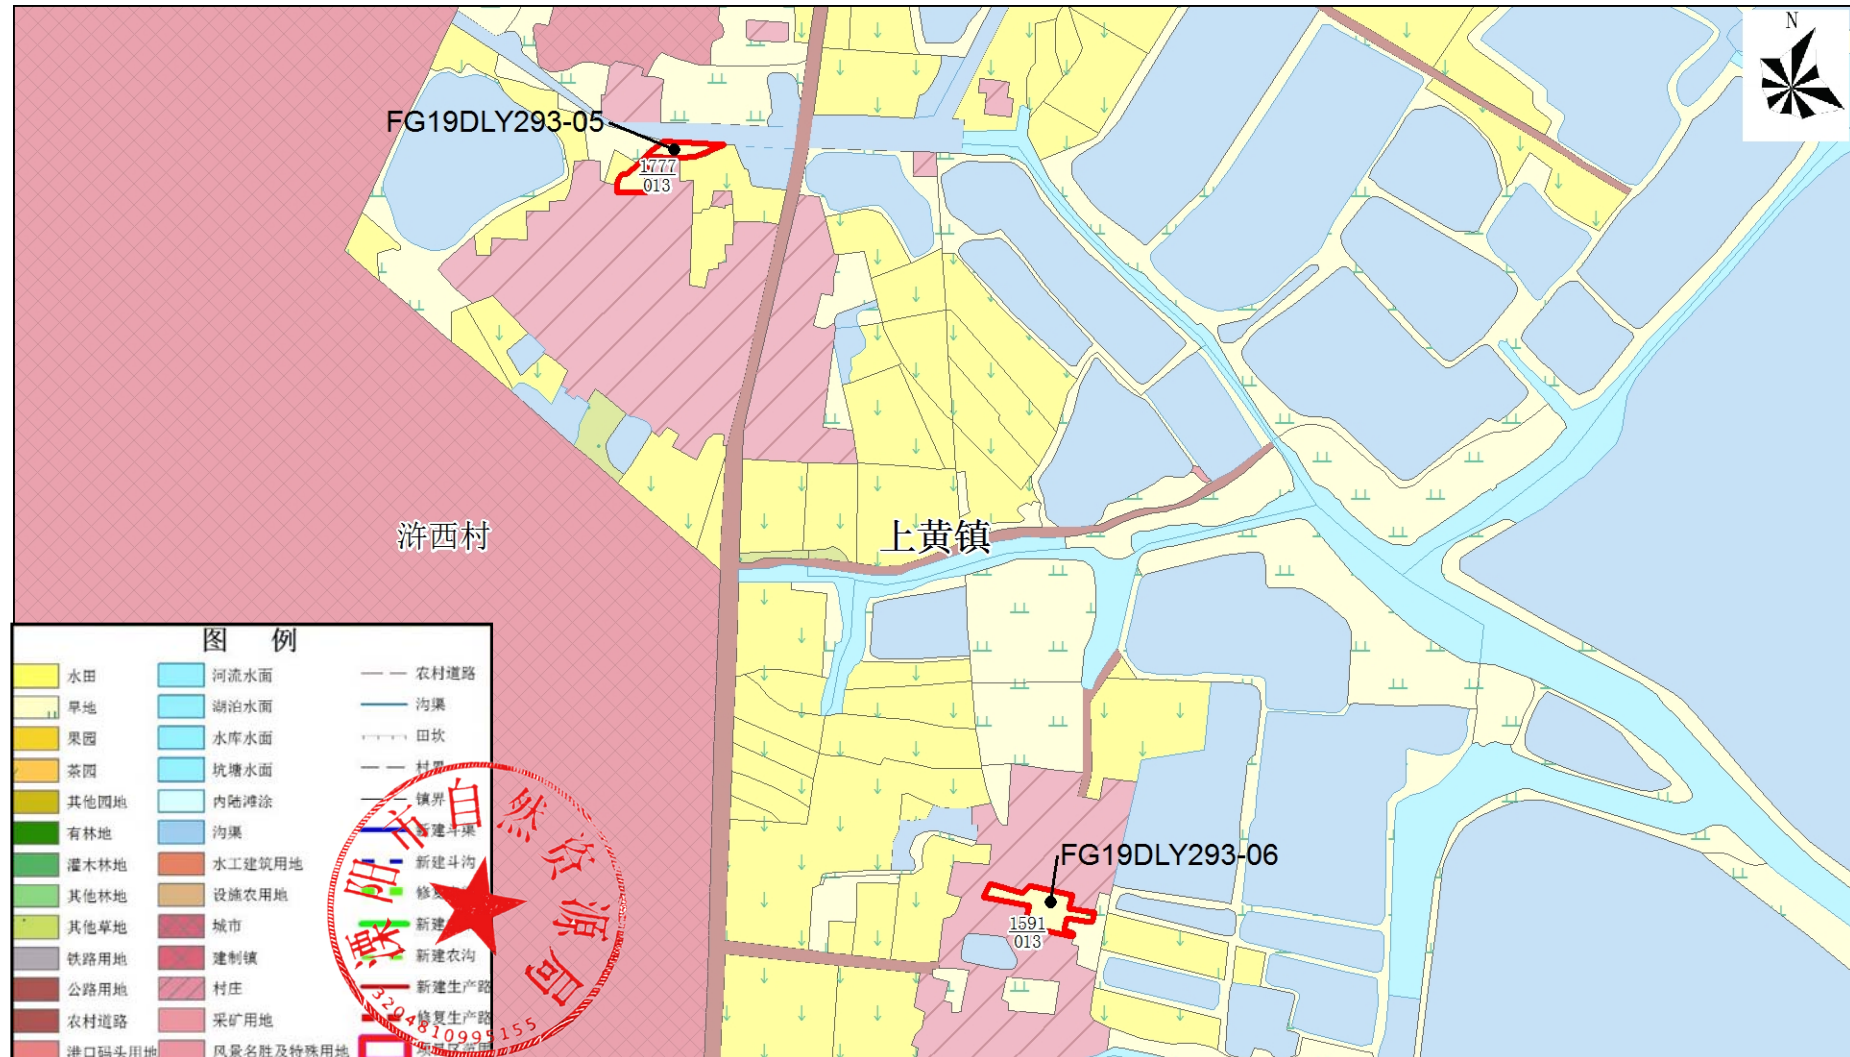 N
FG19DLY293-05
1777
013
浒西村
上黄镇
FG19DLY293-06
1591
013
图 例
水田
河流水面
农村道路
旱地
湖泊水面
沟渠
果园
水库水面
田坎
茶园
坑塘水面
村界
其他园地
内陆滩涂
镇界
有林地
沟渠
新建斗渠
灌木林地
水工建筑用地
新建斗沟
其他林地
设施农用地
其他草地
城市
新建
铁路用地
建制镇
新建农沟
公路用地
村庄
新建生产路
农村道路
采矿用地
修复生产路
港口码头用地
风景名胜及特殊用地
项目区范围
溧阳市自然资源局
3204810995155